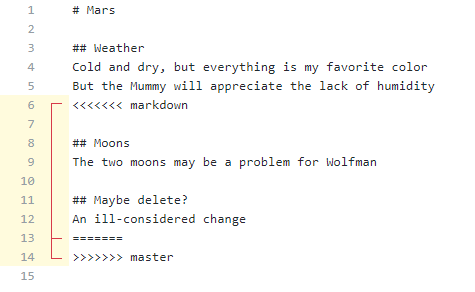 1 # Mars
2
3 ## Weather
4 Cold and dry, but everything is my favorite color
5 But the Mummy will appreciate the lack of humidity
6 <<<<<<< markdown
7
8 ## Moons
9 The two moons may be a problem for Wolfman
10
11 ## Maybe delete?
12 An ill-considered change
13 =======
14 >>>>>>> master
15